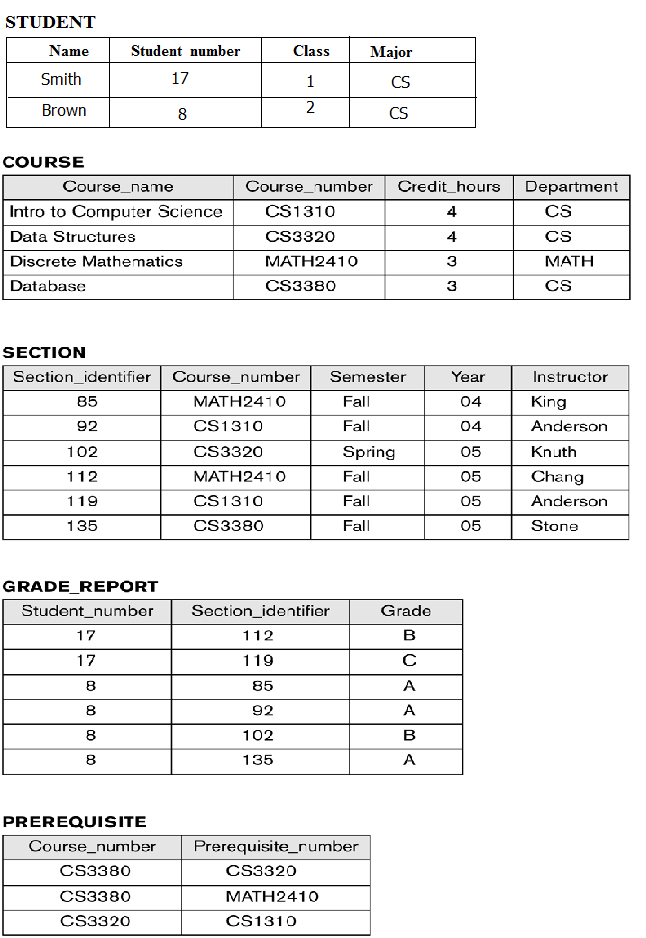 STUDENT
Name Student number Class Major
Smith 17 1 CS
Brown 8 2 CS
COURSE
Course_name Course_number Credit_hours Department
Intro to Computer Science CS1310 4 CS
Data Structures CS3320 4 CS
Discrete Mathematics MATH2410 3 MATH
Database CS3380 3 CS
SECTION
Section_identifier Course_number Semester Year Instructor
85 MATH2410 Fall 04 King
92 CS1310 Fall 04 Anderson
102 CS3320 Spring 05 Knuth
112 MATH2410 Fall 05 Chang
119 CS1310 Fall 05 Anderson
135 CS3380 Fall 05 Stone
GRADE_REPORT
Student_number Section_identifier Grade
17 112 B
17 119 C
8 85 A
8 92 A
8 102 B
8 135 A
PREREQUISITE
Course_number Prerequisite_number
CS3380 CS3320
CS3380 MATH2410
CS3320 CS1310